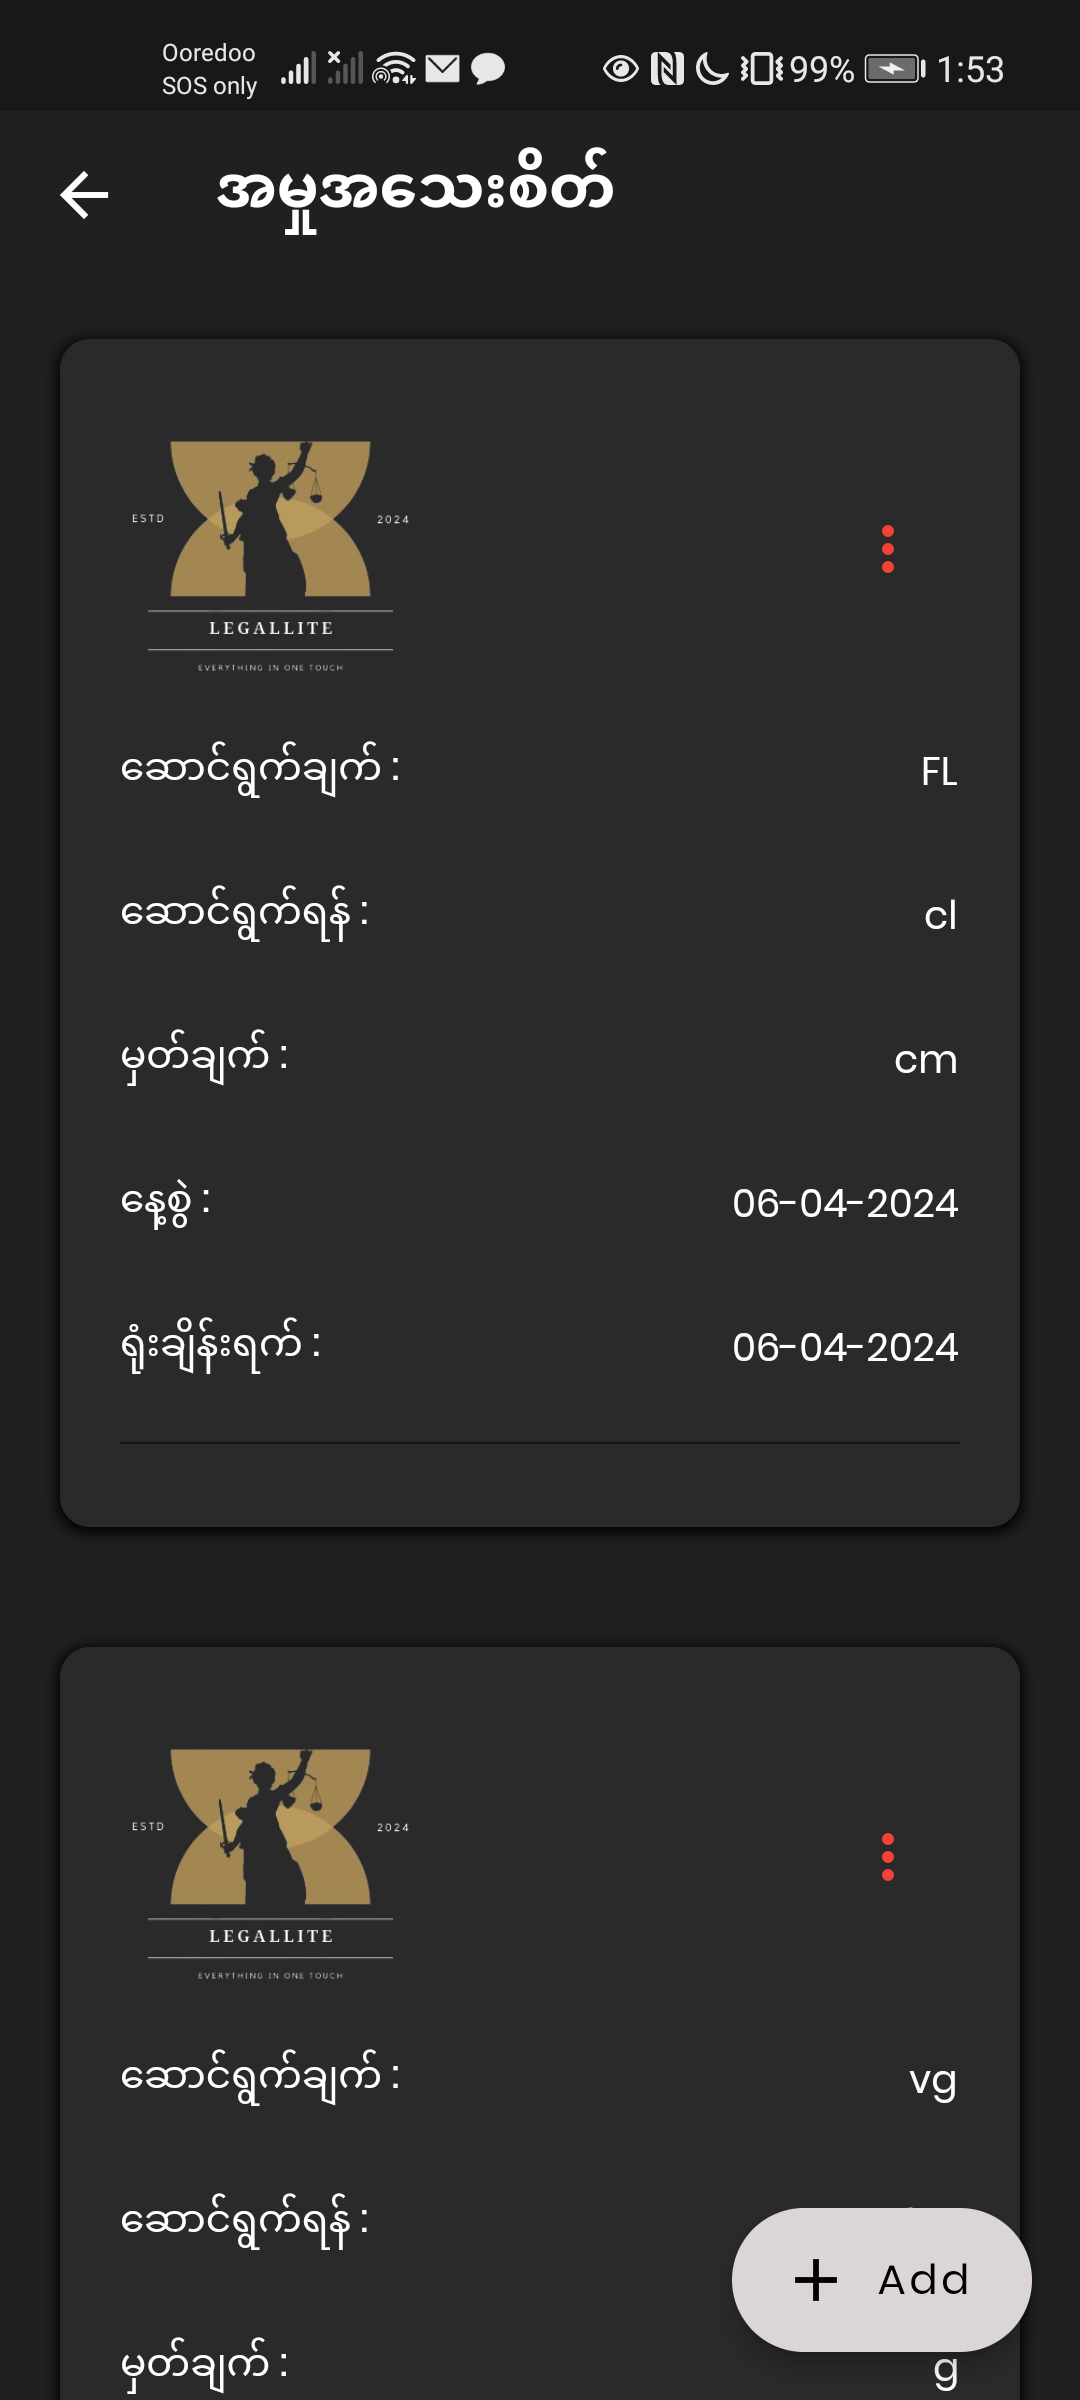 Ooredoo
SOS only
99%
1:53
အမှုအသေးစိတ်
ESTD
2024
LEGALLITE
EVERYTHING IN ONE TOUCH
ဆောင်ရွက်ချက် :
FL
ဆောင်ရွက်ရန် :
cl
မှတ်ချက် :
cm
နေ့စွဲ :
06-04-2024
ရုံးချိန်းရက် :
06-04-2024
ESTD
2024
LEGALLITE
EVERYTHING IN ONE TOUCH
ဆောင်ရွက်ချက် :
vg
ဆောင်ရွက်ရန် :
Add
မှတ်ချက် :
g